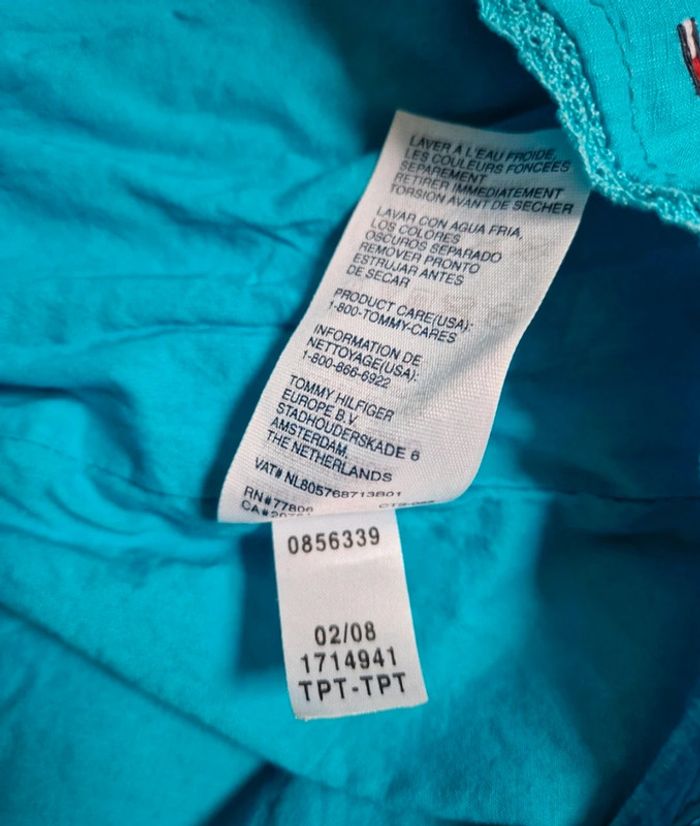 LAVER A L'EAU FROIDE,
LES COULEURS FONCEES
SEPAREMENT
RETIRER IMMEDIATEMENT
TORSION AVANT DE SECHER
LAVAR CON AGUA FRIA,
LOS COLORES
OSCUROS SEPARADO
REMOVER PRONTO
ESTRUJAR ANTES
DE SECAR
PRODUCT CARE(USA):
1-800-TOMMY-CARES
INFORMATION DE
NETTOYAGE(USA):
1-800-866-6922
TOMMY HILFIGER
EUROPE B.V
STADHOUDERSKADE 6
AMSTERDAM,
THE NETHERLANDS
VAT# NL805768713B01
RN#77806
CA#
0856339
02/08
1714941
TPT-TPT